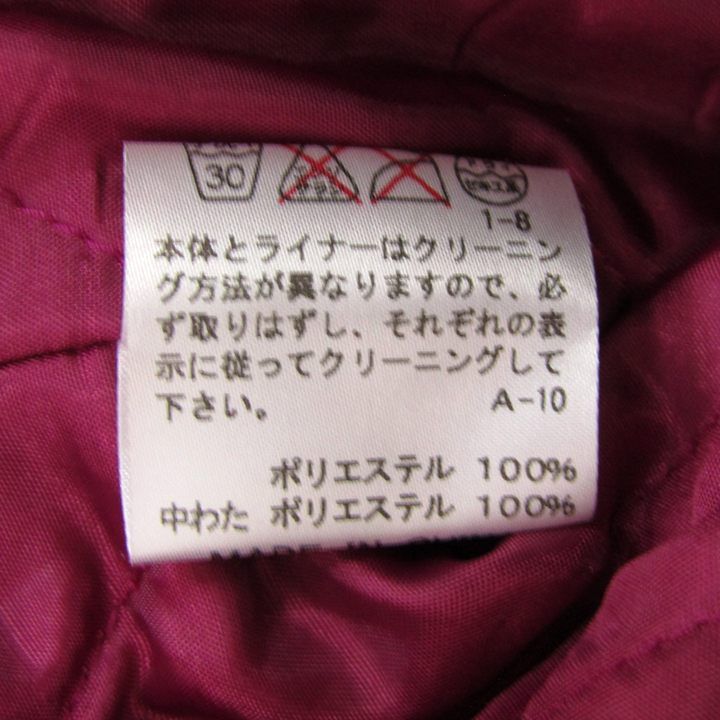 30
1-8
本体とライナーはクリーニン
グ方法が異なりますので、必
ず取りはずし、それぞれの表
示に従ってクリーニングして
下さい。 A-10
ポリエステル 100%
中わた ポリエステル 100%